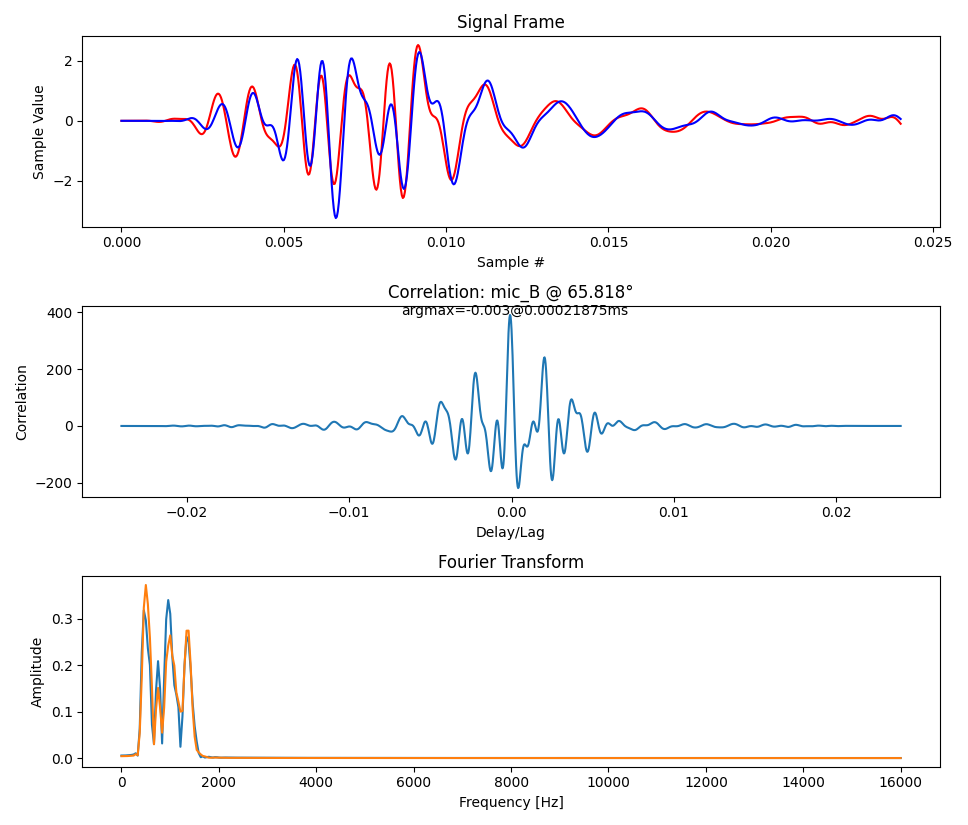 Signal Frame
2
0
−2
Sample Value
0.000 0.005 0.010 0.015 0.020 0.025
Sample #
Correlation: mic_B @ 65.818°
argmax=-0.003@0.00021875ms
400
200
0
−200
Correlation
−0.02 −0.01 0.00 0.01 0.02
Delay/Lag
Fourier Transform
0.3
0.2
0.1
0.0
Amplitude
0 2000 4000 6000 8000 10000 12000 14000 16000
Frequency [Hz]